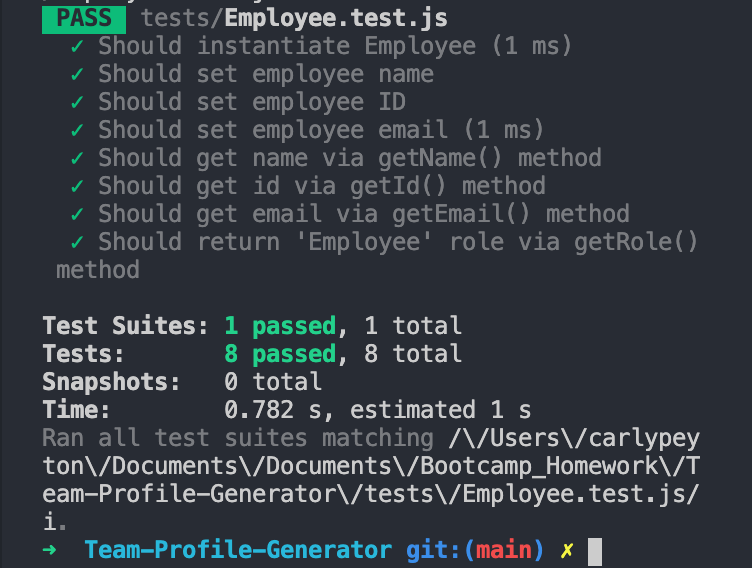 PASS tests/Employee.test.js
✓ Should instantiate Employee (1 ms)
✓ Should set employee name
✓ Should set employee ID
✓ Should set employee email (1 ms)
✓ Should get name via getName() method
✓ Should get id via getId() method
✓ Should get email via getEmail() method
✓ Should return 'Employee' role via getRole()
method
Test Suites: 1 passed, 1 total
Tests: 8 passed, 8 total
Snapshots: 0 total
Time: 0.782 s, estimated 1 s
Ran all test suites matching /\/Users\/carlypey
ton\/Documents\/Documents\/Bootcamp_Homework\/T
eam-Profile-Generator\/tests\/Employee.test.js/
i.
➜ Team-Profile-Generator git:(main) ✗